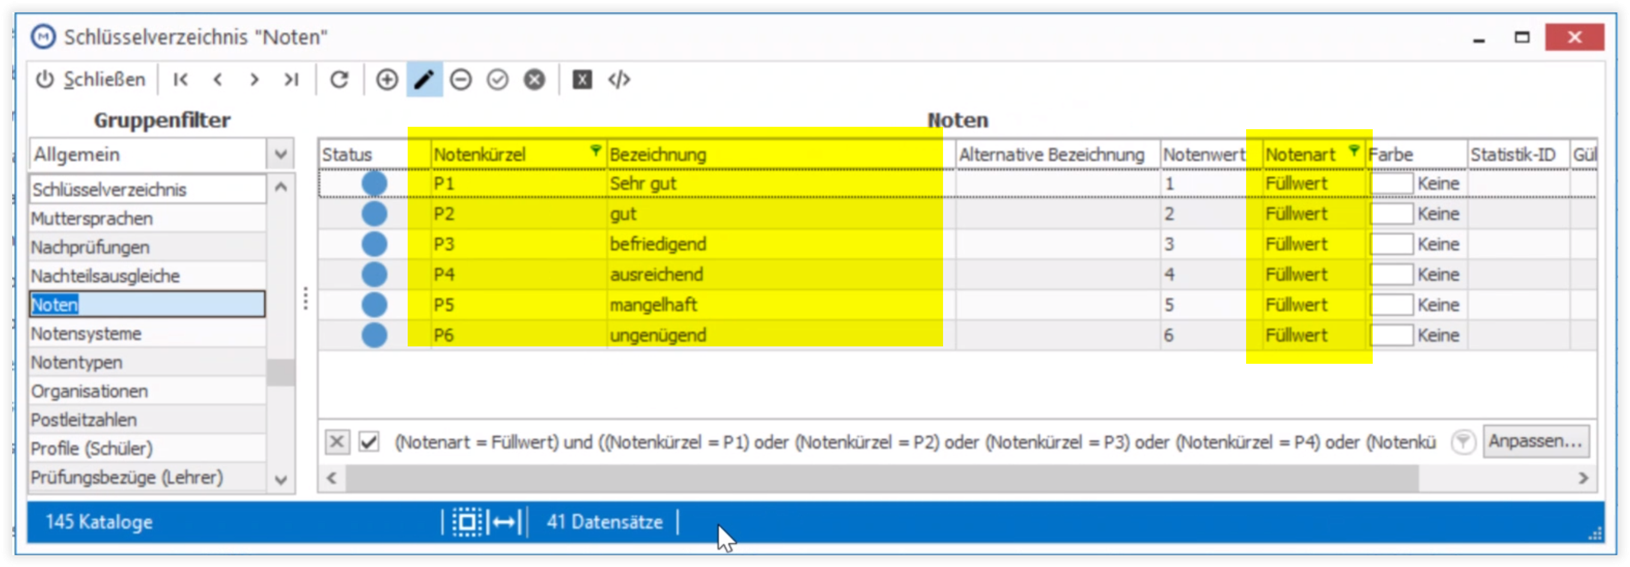 Schlüsselverzeichnis "Noten"
Schließen
Gruppenfilter
Noten
Allgemein
Status Notenkürzel Bezeichnung Alternative Bezeichnung Notenwert Notenart Farbe Statistik-ID Gül
Schlüsselverzeichnis
Muttersprachen
Nachprüfungen
Nachteilsausgleiche
Noten
Notensysteme
Notentypen
Organisationen
Postleitzahlen
Profile (Schüler)
Prüfungsbezüge (Lehrer)
P1 Sehr gut 1 Füllwert Keine
P2 gut 2 Füllwert Keine
P3 befriedigend 3 Füllwert Keine
P4 ausreichend 4 Füllwert Keine
P5 mangelhaft 5 Füllwert Keine
P6 ungenügend 6 Füllwert Keine
(Notenart = Füllwert) und ((Notenkürzel = P1) oder (Notenkürzel = P2) oder (Notenkürzel = P3) oder (Notenkürzel = P4) oder (Notenkü
Anpassen...
145 Kataloge
41 Datensätze